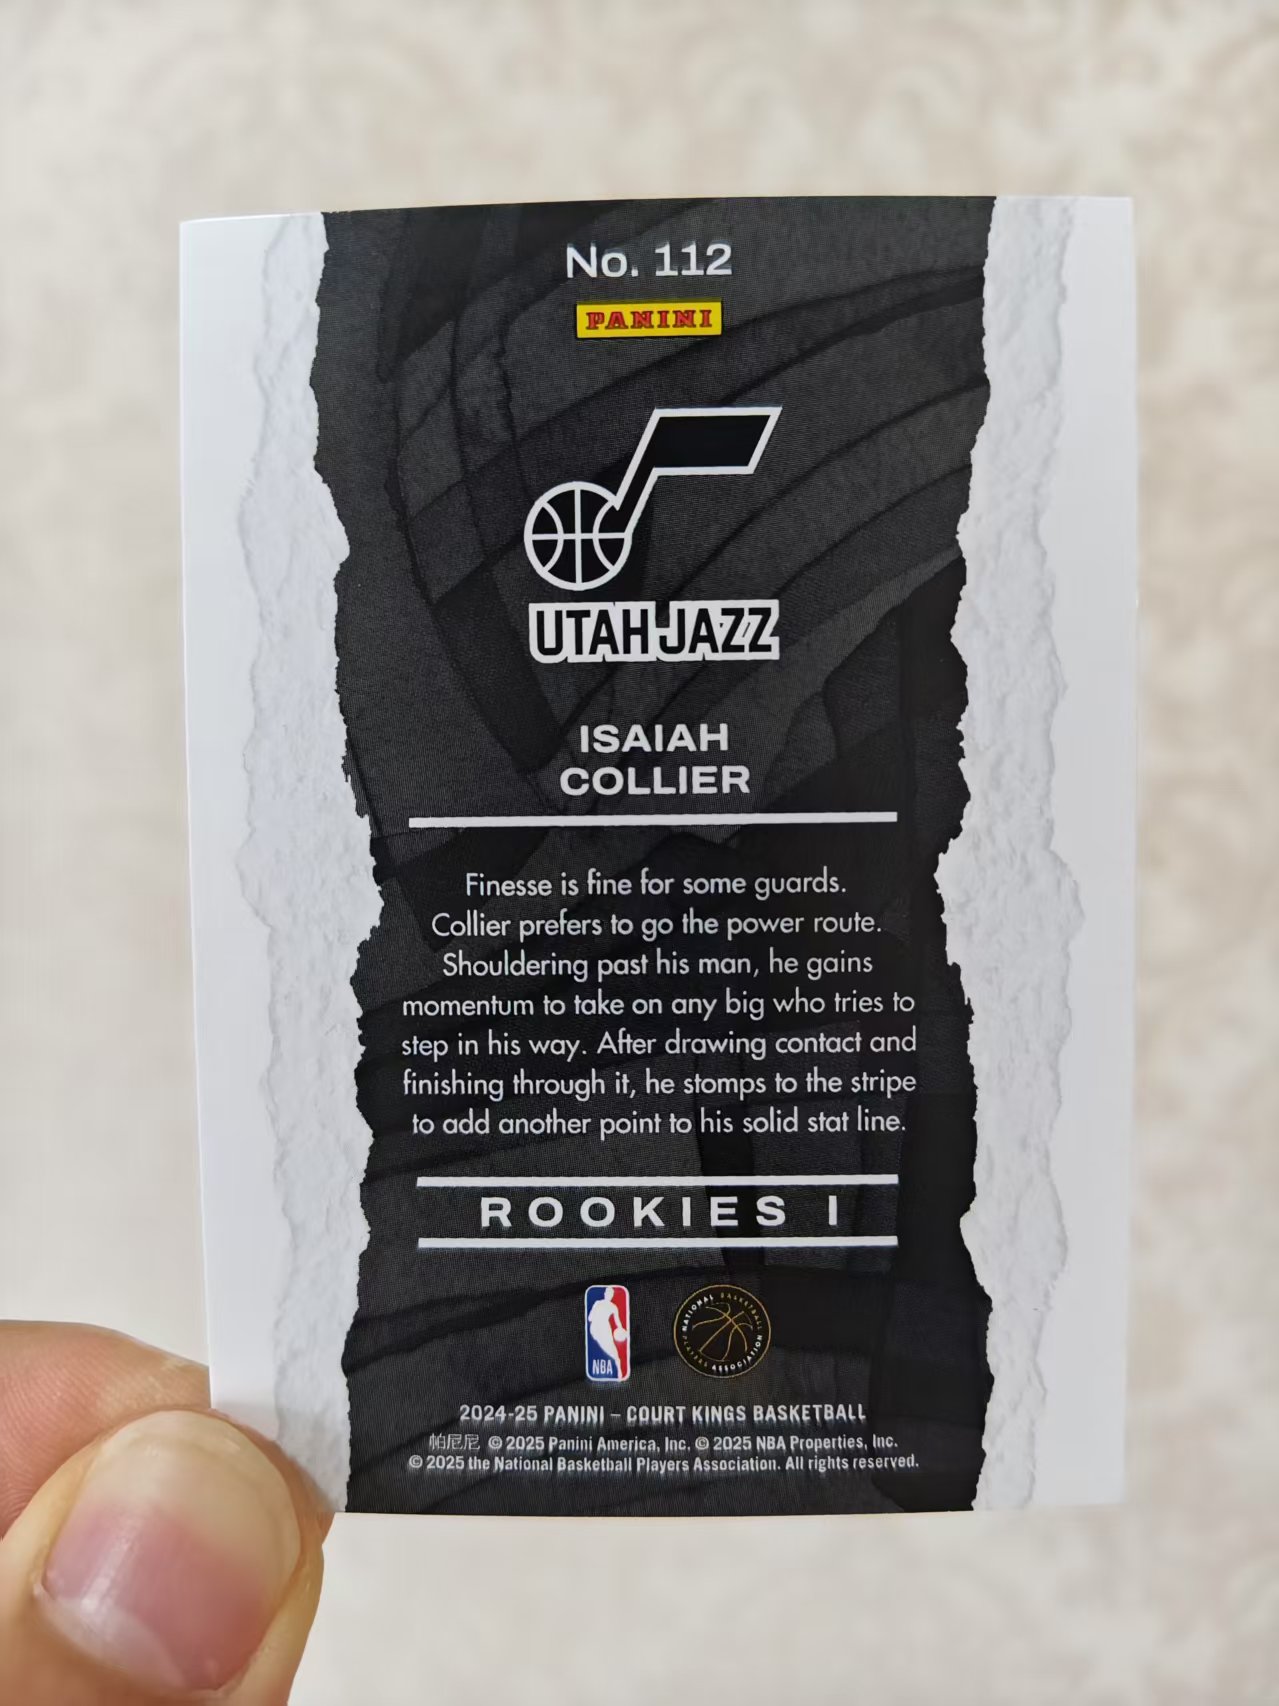 No. 112
PANINI
UTAH JAZZ
ISAIAH
COLLIER
Finesse is fine for some guards.
Collier prefers to go the power route.
Shouldering past his man, he gains
momentum to take on any big who tries to
step in his way. After drawing contact and
finishing through it, he stomps to the stripe
to add another point to his solid stat line.
ROOKIES I
NBA
NATIONAL BASKETBALL
PLAYERS ASSOCIATION
2024-25 PANINI – COURT KINGS BASKETBALL
帕尼尼 © 2025 Panini America, Inc. © 2025 NBA Properties, Inc.
© 2025 the National Basketball Players Association. All rights reserved.